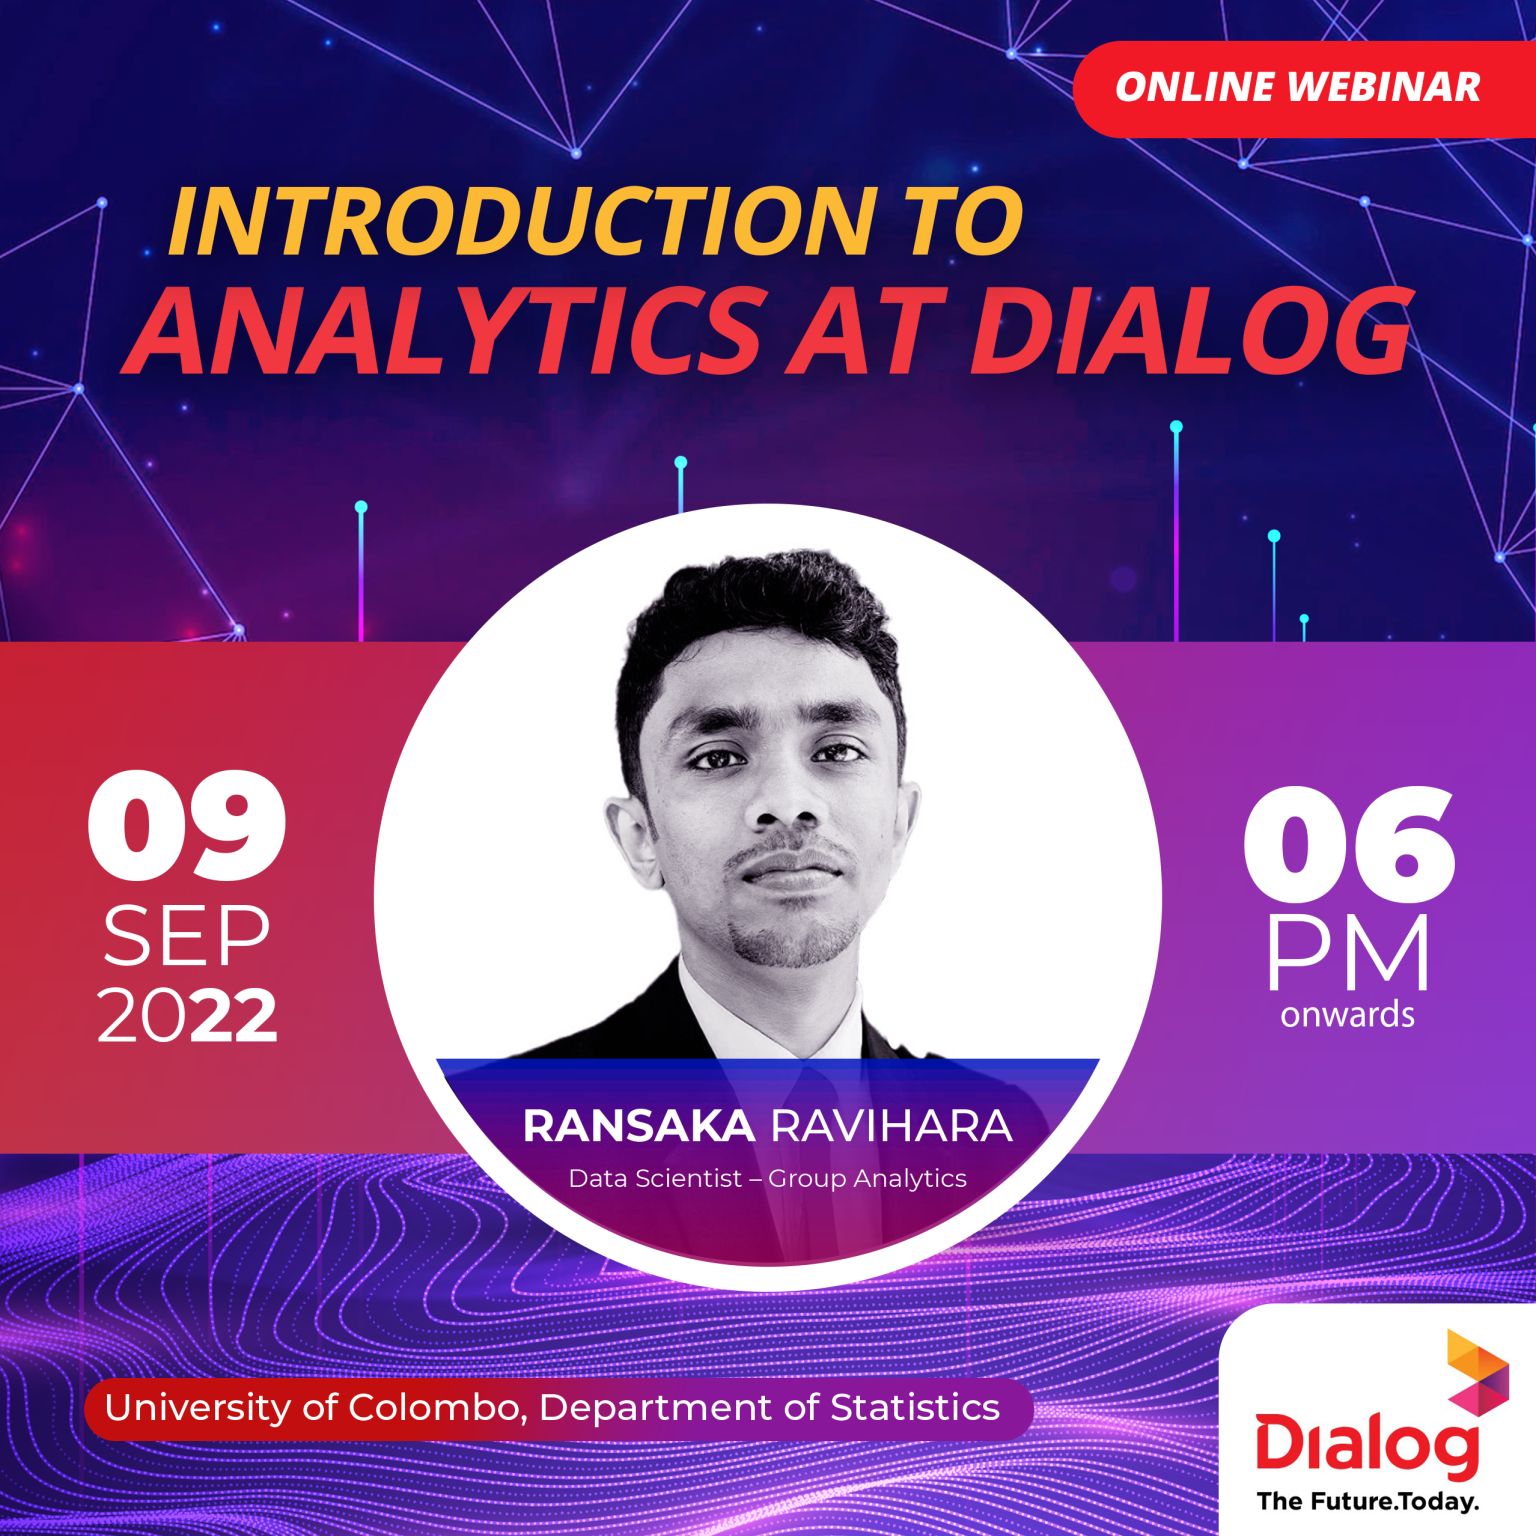 ONLINE WEBINAR
INTRODUCTION TO
ANALYTICS AT DIALOG
09
SEP
2022
06
PM
onwards
RANSAKA RAVIHARA
Data Scientist – Group Analytics
University of Colombo, Department of Statistics
Dialog
The Future.Today.